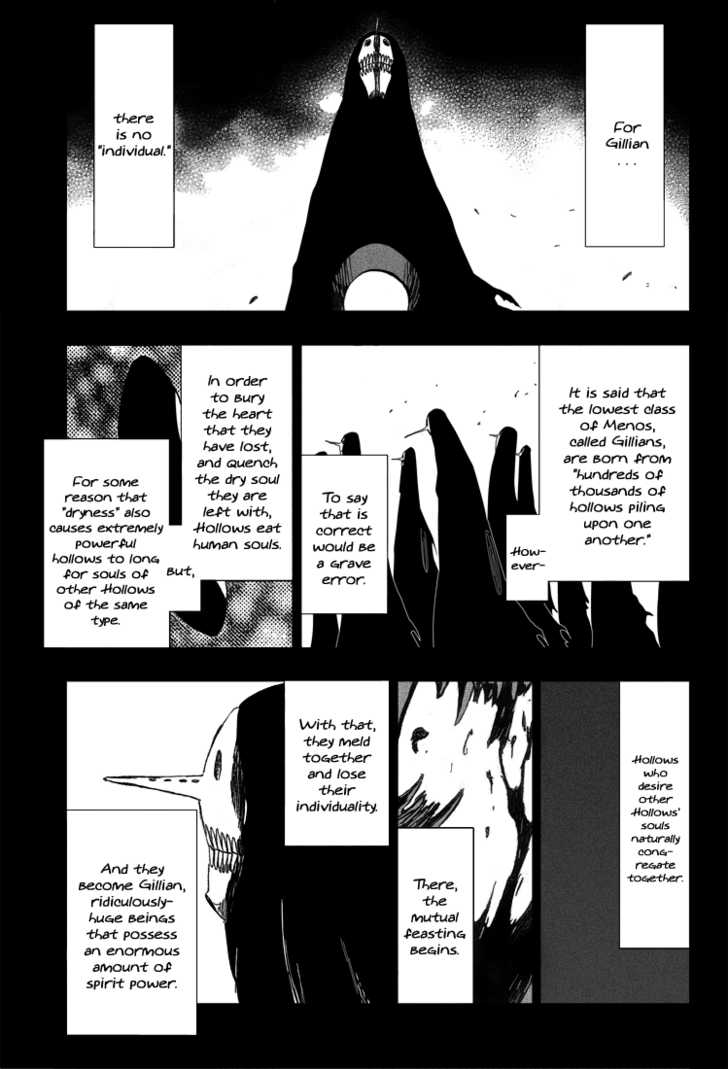 For
Gillian
...
there
is no
"individual."
It is said that
the lowest class
of Menos,
called Gillians,
are born from
"hundreds of
thousands of
hollows piling
upon one
another."
How-
ever-
To say
that is
correct
would be
a grave
error.
In order
to bury
the heart
that they
have lost,
and quench
the dry soul
they are
left with,
Hollows eat
human souls.
But,
For some
reason that
"dryness" also
causes extremely
powerful
hollows to long
for souls of
other Hollows
of the same
type.
Hollows
who
desire
other
Hollows'
souls
naturally
cong-
regate
together.
There,
the
mutual
feasting
begins.
With that,
they meld
together
and lose
their
individuality.
And they
become Gillian,
ridiculously-
huge beings
that possess
an enormous
amount of
spirit power.